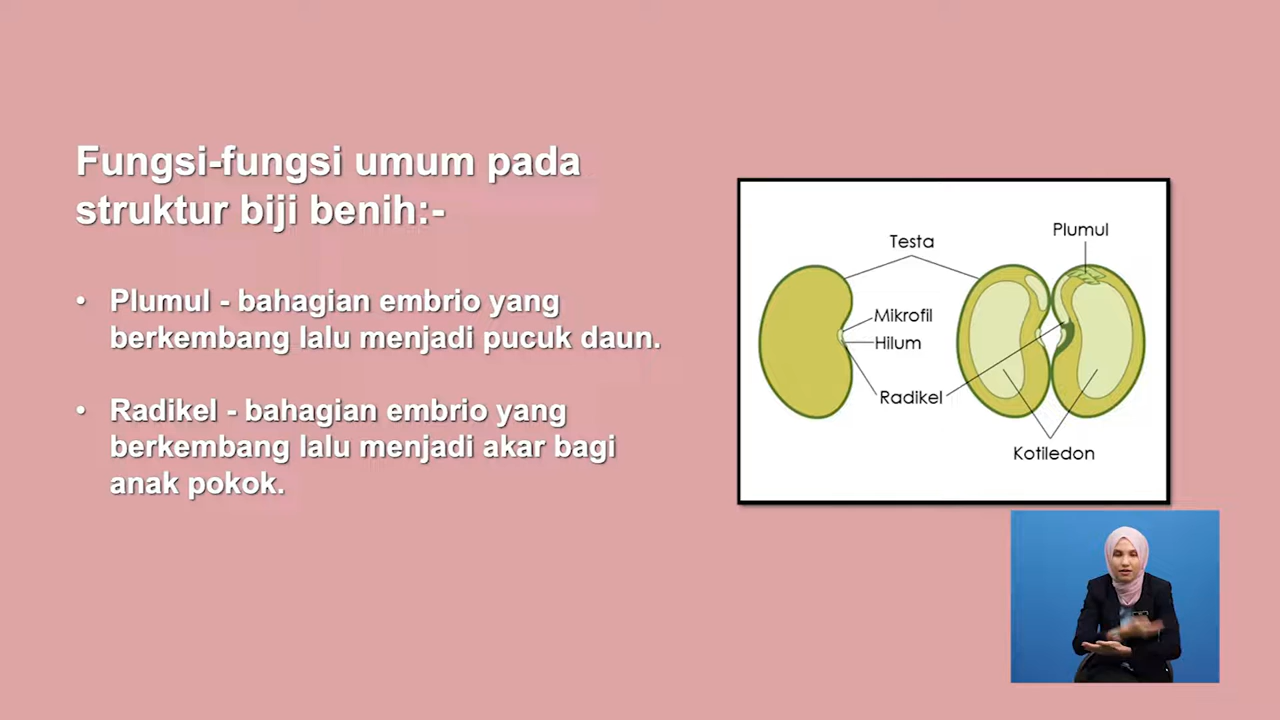 Fungsi-fungsi umum pada
struktur biji benih:-
• Plumul - bahagian embrio yang
berkembang lalu menjadi pucuk daun.
• Radikel - bahagian embrio yang
berkembang lalu menjadi akar bagi
anak pokok.
Plumul
Testa
Mikrofil
Hilum
Radikel
Kotiledon